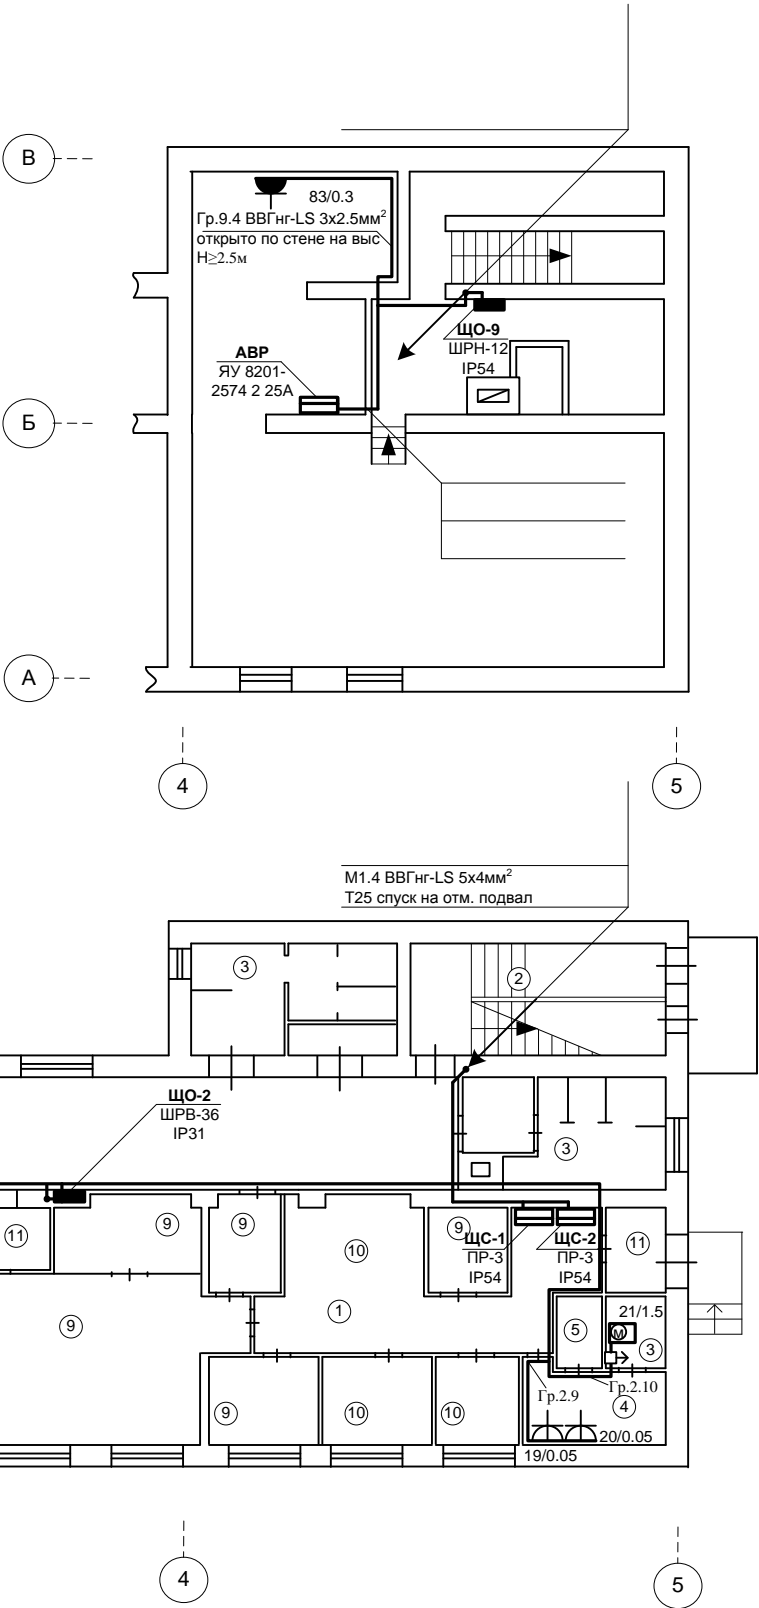 В
83/0.3
Гр.9.4 ВВГнг-LS 3х2.5мм²
открыто по стене на выс
Н≥2.5м
ЩО-9
ШРН-12
IP54
АВР
ЯУ 8201-
2574 2 25А
Б
А
4
5
М1.4 ВВГнг-LS 5х4мм²
Т25 спуск на отм. подвал
3
2
ЩО-2
ШРВ-36
IP31
3
11
9
9
10
9
ЩС-1
ПР-3
IP54
ЩС-2
ПР-3
IP54
11
9
1
5
21/1.5
М
3
Гр.2.9
Гр.2.10
4
9
10
10
20/0.05
19/0.05
4
5